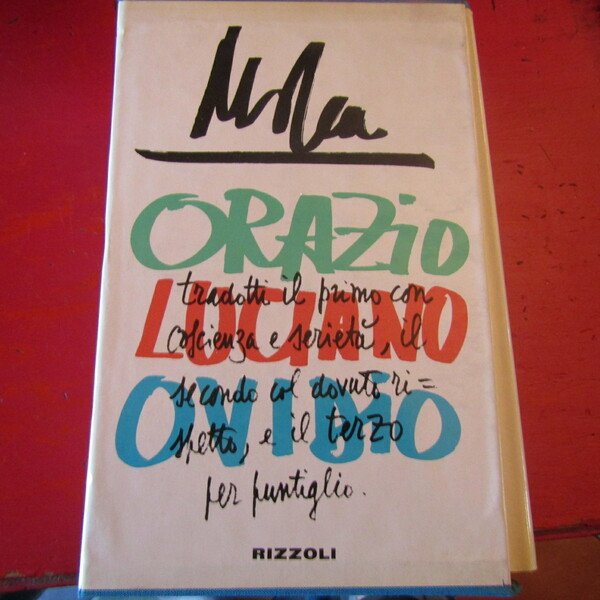 Mosca
ORAZIO
LUCIANO
OVIDIO
tradotti il primo con
coscienza e serietà, il
secondo col dovuto ri=
spetto, e il terzo
per puntiglio.
RIZZOLI